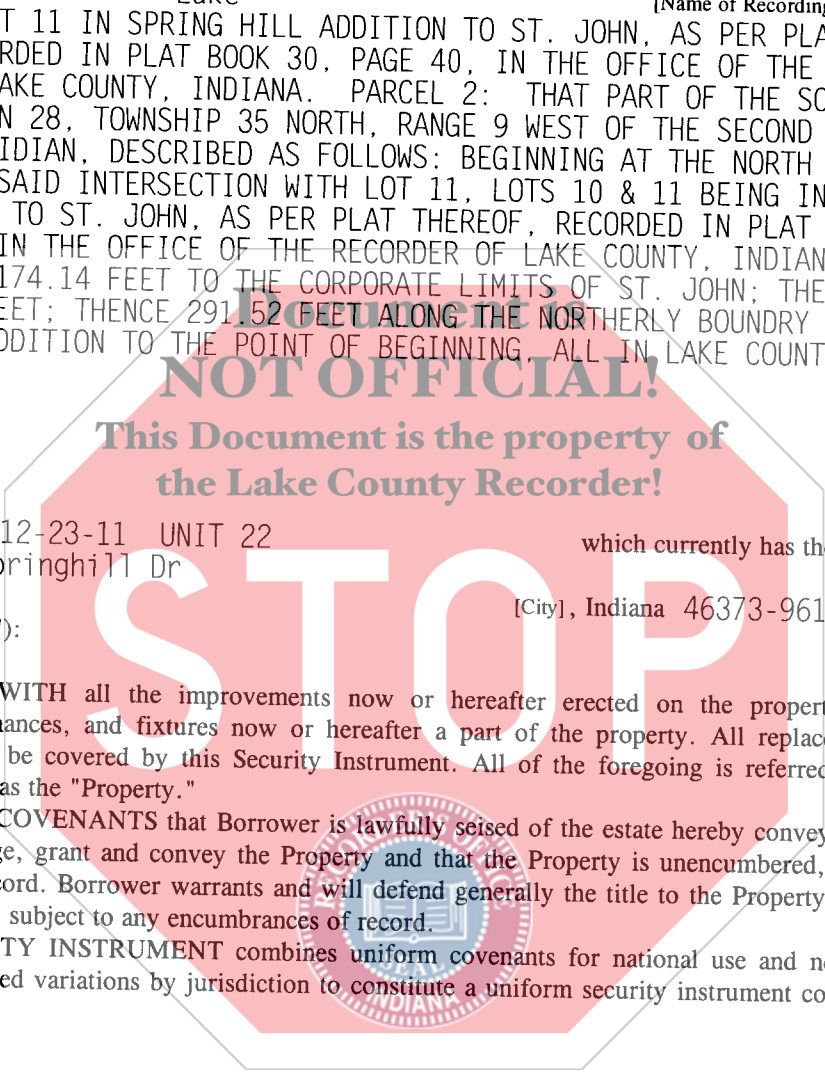 Lake [Name of Recording
T 11 IN SPRING HILL ADDITION TO ST. JOHN, AS PER PLA
RDED IN PLAT BOOK 30, PAGE 40, IN THE OFFICE OF THE
AKE COUNTY, INDIANA. PARCEL 2: THAT PART OF THE SO
N 28, TOWNSHIP 35 NORTH, RANGE 9 WEST OF THE SECOND
IDIAN, DESCRIBED AS FOLLOWS: BEGINNING AT THE NORTH
SAID INTERSECTION WITH LOT 11, LOTS 10 & 11 BEING IN
TO ST. JOHN, AS PER PLAT THEREOF, RECORDED IN PLAT
IN THE OFFICE OF THE RECORDER OF LAKE COUNTY, INDIAN
174.14 FEET TO THE CORPORATE LIMITS OF ST. JOHN; THE
EET; THENCE 291.52 FEET ALONG THE NORTHERLY BOUNDRY
DDITION TO THE POINT OF BEGINNING, ALL IN LAKE COUNT
Document is
NOT OFFICIAL!
This Document is the property of
the Lake County Recorder!
12-23-11 UNIT 22 which currently has the
pringhill Dr
[City], Indiana 46373-961
"):
STOP
WITH all the improvements now or hereafter erected on the propert
nances, and fixtures now or hereafter a part of the property. All replac
be covered by this Security Instrument. All of the foregoing is referred
as the "Property."
COVENANTS that Borrower is lawfully seised of the estate hereby convey
ge, grant and convey the Property and that the Property is unencumbered,
cord. Borrower warrants and will defend generally the title to the Property
subject to any encumbrances of record.
TY INSTRUMENT combines uniform covenants for national use and n
ed variations by jurisdiction to constitute a uniform security instrument co
RECORDER'S OFFICE
SEAL
INDIANA